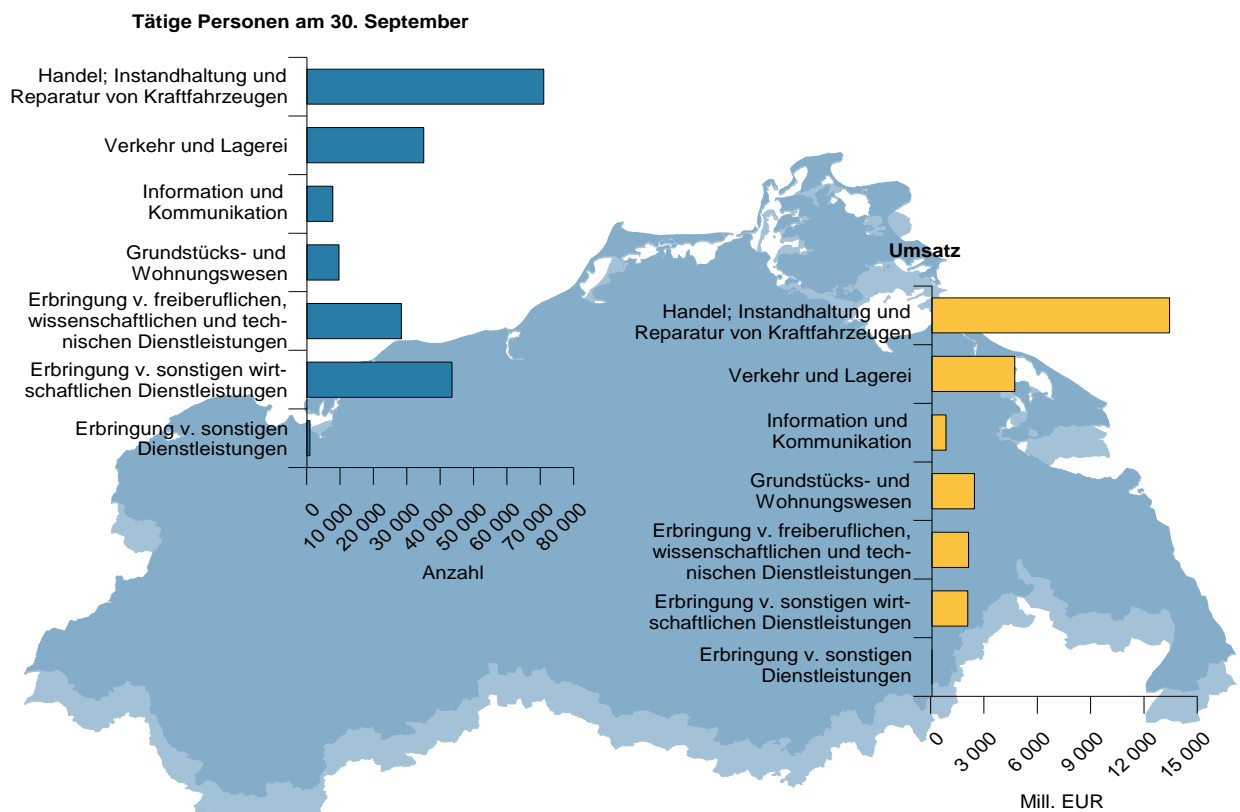 Tätige Personen am 30. September
Handel; Instandhaltung und
Reparatur von Kraftfahrzeugen
Verkehr und Lagerei
Information und
Kommunikation
Grundstücks- und
Wohnungswesen
Erbringung v. freiberuflichen,
wissenschaftlichen und tech-
nischen Dienstleistungen
Erbringung v. sonstigen wirt-
schaftlichen Dienstleistungen
Erbringung v. sonstigen
Dienstleistungen
0
10 000
20 000
30 000
40 000
50 000
60 000
70 000
80 000
Anzahl
Umsatz
Handel; Instandhaltung und
Reparatur von Kraftfahrzeugen
Verkehr und Lagerei
Information und
Kommunikation
Grundstücks- und
Wohnungswesen
Erbringung v. freiberuflichen,
wissenschaftlichen und tech-
nischen Dienstleistungen
Erbringung v. sonstigen wirt-
schaftlichen Dienstleistungen
Erbringung v. sonstigen
Dienstleistungen
0
3 000
6 000
9 000
12 000
15 000
Mill. EUR